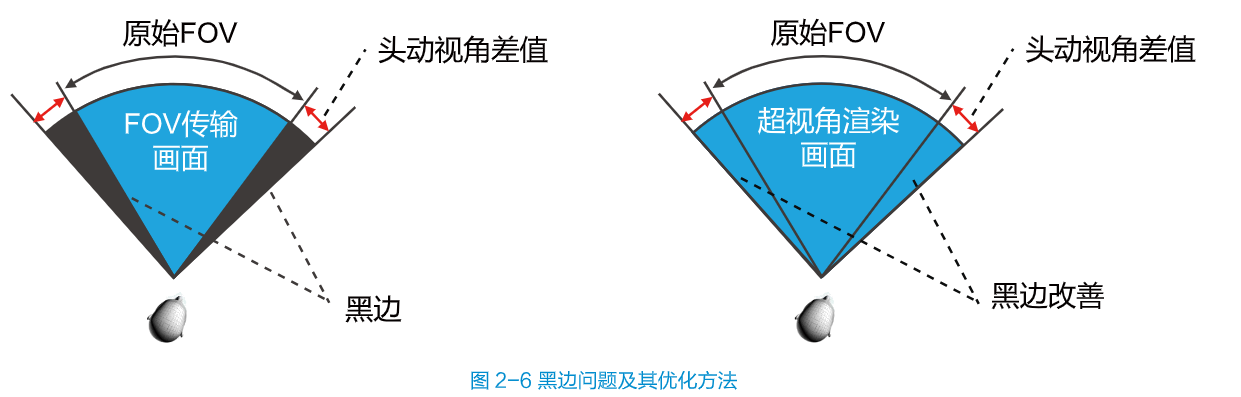 原始FOV
头动视角差值
FOV传输
画面
黑边
原始FOV
头动视角差值
超视角渲染
画面
黑边改善
图 2-6 黑边问题及其优化方法